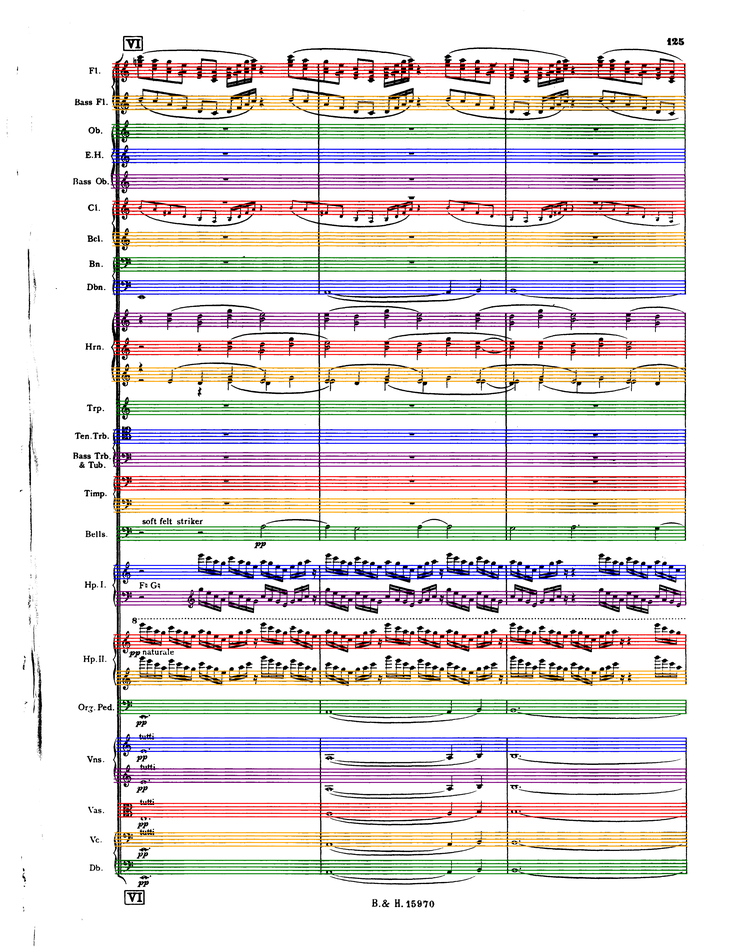 VI
125
Fl.
Bass Fl.
Ob.
E.H.
Bass Ob.
Cl.
Bcl.
Bn.
Dbn.
Hrn.
Trp.
Ten.Trb.
Bass Trb.
& Tub.
Timp.
soft felt striker
Bells.
pp
Hp. I.
F♮ G♮
8
pp naturale
Hp. II.
Org. Ped.
pp
tutti
pp
Vns.
tutti
pp
tutti
Vas.
pp
tutti
Vc.
pp
Db.
pp
VI
B. & H. 15970